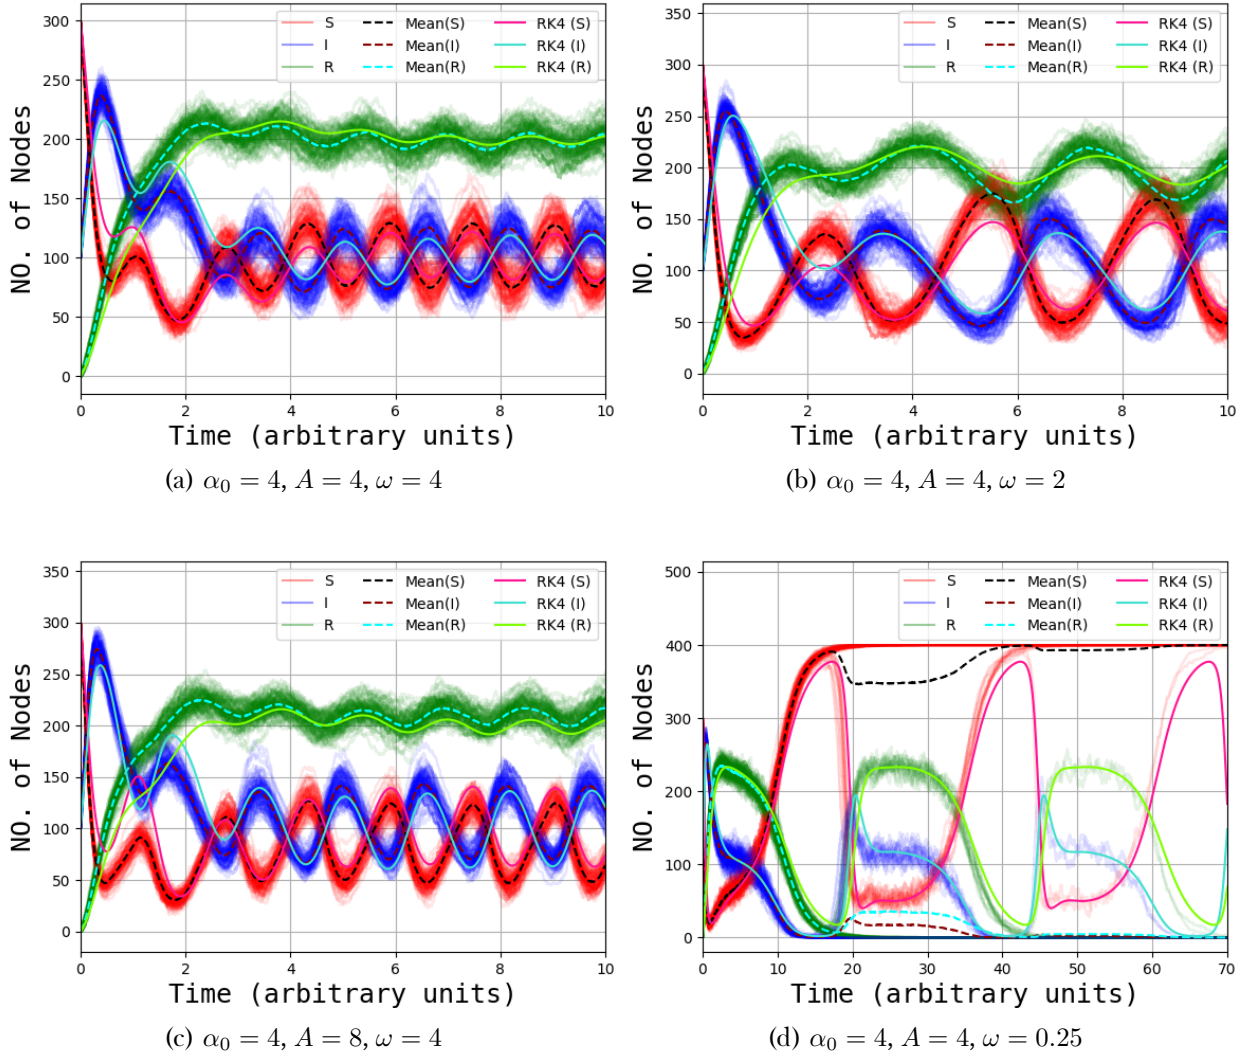 300
250
200
150
100
50
0
NO. of Nodes
S Mean(S) RK4 (S)
I Mean(I) RK4 (I)
R Mean(R) RK4 (R)
0 2 4 6 8 10
Time (arbitrary units)
(a) α₀ = 4, A = 4, ω = 4
350
300
250
200
150
100
50
0
NO. of Nodes
S Mean(S) RK4 (S)
I Mean(I) RK4 (I)
R Mean(R) RK4 (R)
0 2 4 6 8 10
Time (arbitrary units)
(b) α₀ = 4, A = 4, ω = 2
350
300
250
200
150
100
50
0
NO. of Nodes
S Mean(S) RK4 (S)
I Mean(I) RK4 (I)
R Mean(R) RK4 (R)
0 2 4 6 8 10
Time (arbitrary units)
(c) α₀ = 4, A = 8, ω = 4
500
400
300
200
100
0
NO. of Nodes
S Mean(S) RK4 (S)
I Mean(I) RK4 (I)
R Mean(R) RK4 (R)
0 10 20 30 40 50 60 70
Time (arbitrary units)
(d) α₀ = 4, A = 4, ω = 0.25